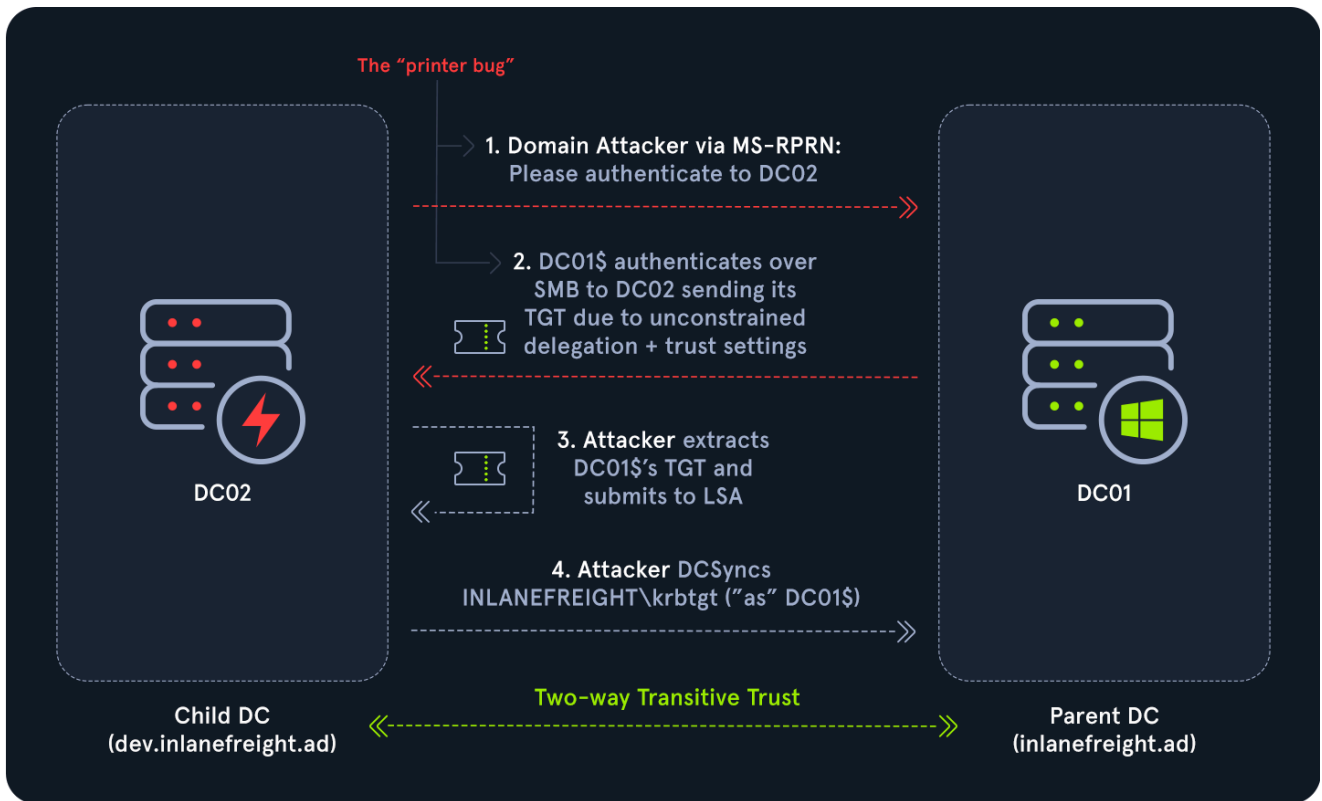 The “printer bug”
1. Domain Attacker via MS-RPRN:
Please authenticate to DC02
2. DC01$ authenticates over
SMB to DC02 sending its
TGT due to unconstrained
delegation + trust settings
3. Attacker extracts
DC01$’s TGT and
submits to LSA
DC02
DC01
4. Attacker DCSyncs
INLANEFREIGHT\krbtgt (”as” DC01$)
Two-way Transitive Trust
Child DC
(dev.inlanefreight.ad)
Parent DC
(inlanefreight.ad)